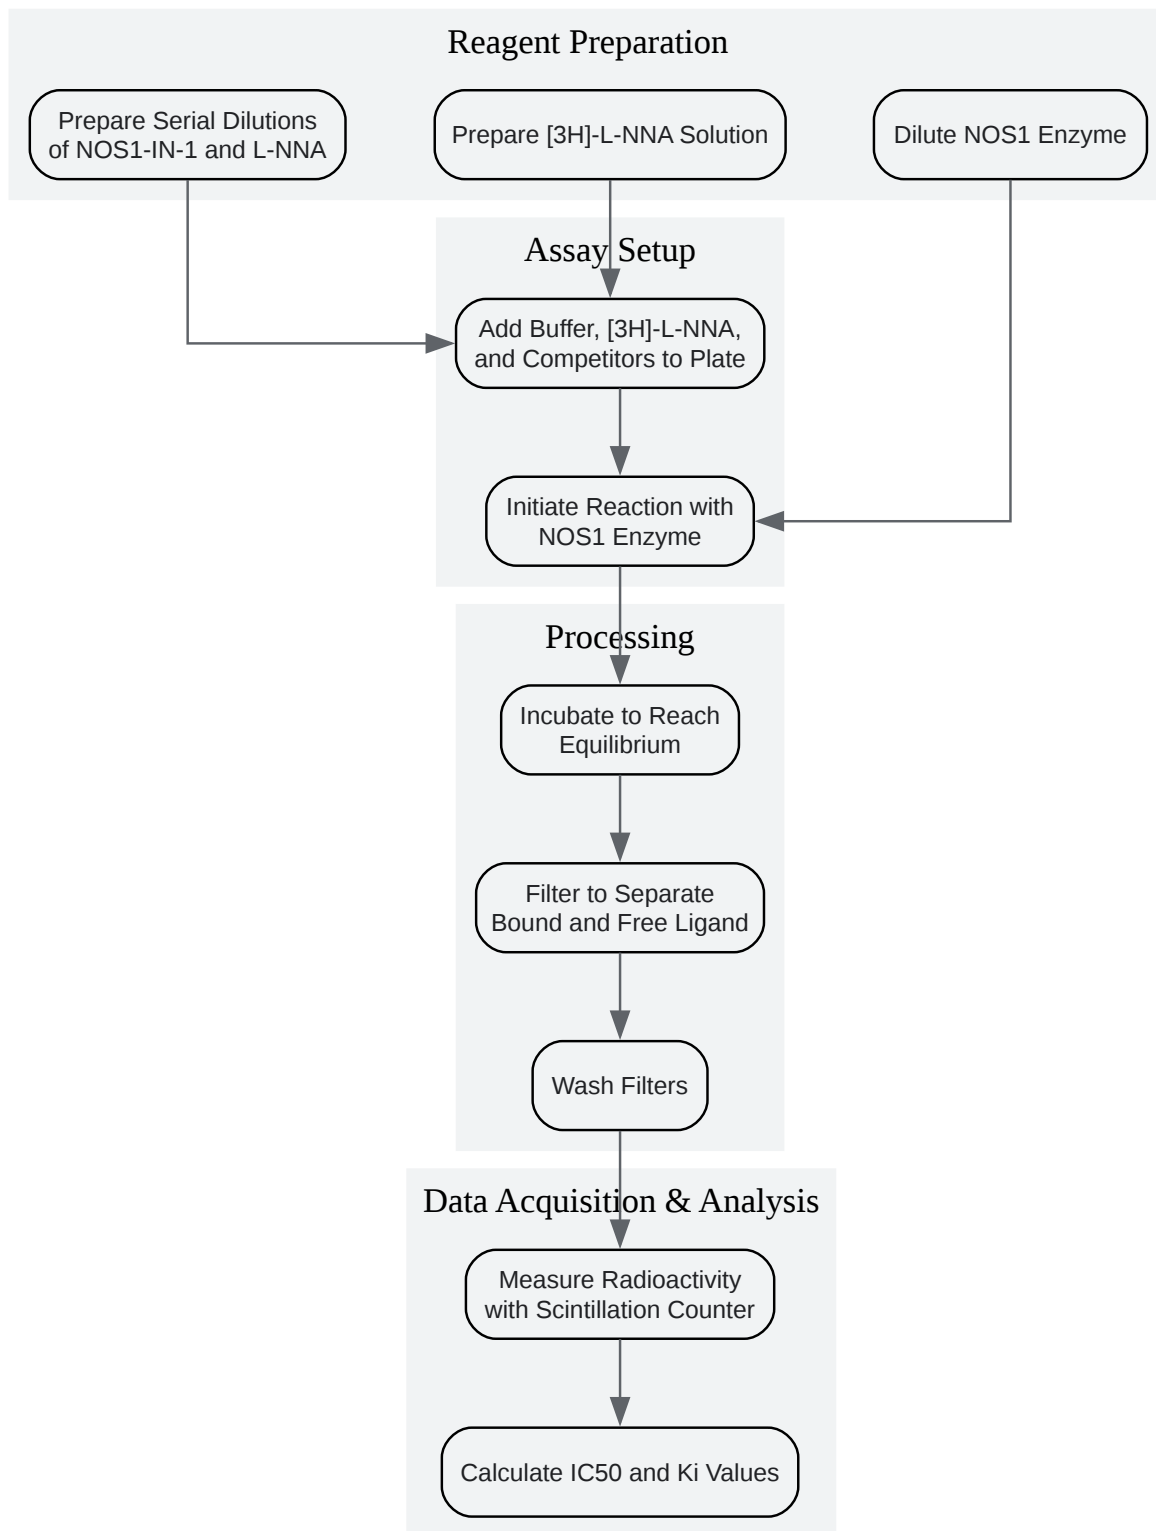 Reagent Preparation
Prepare Serial Dilutions
of NOS1-IN-1 and L-NNA
Prepare [3H]-L-NNA Solution
Dilute NOS1 Enzyme
Assay Setup
Add Buffer, [3H]-L-NNA,
and Competitors to Plate
Initiate Reaction with
NOS1 Enzyme
Processing
Incubate to Reach
Equilibrium
Filter to Separate
Bound and Free Ligand
Wash Filters
Data Acquisition & Analysis
Measure Radioactivity
with Scintillation Counter
Calculate IC50 and Ki Values